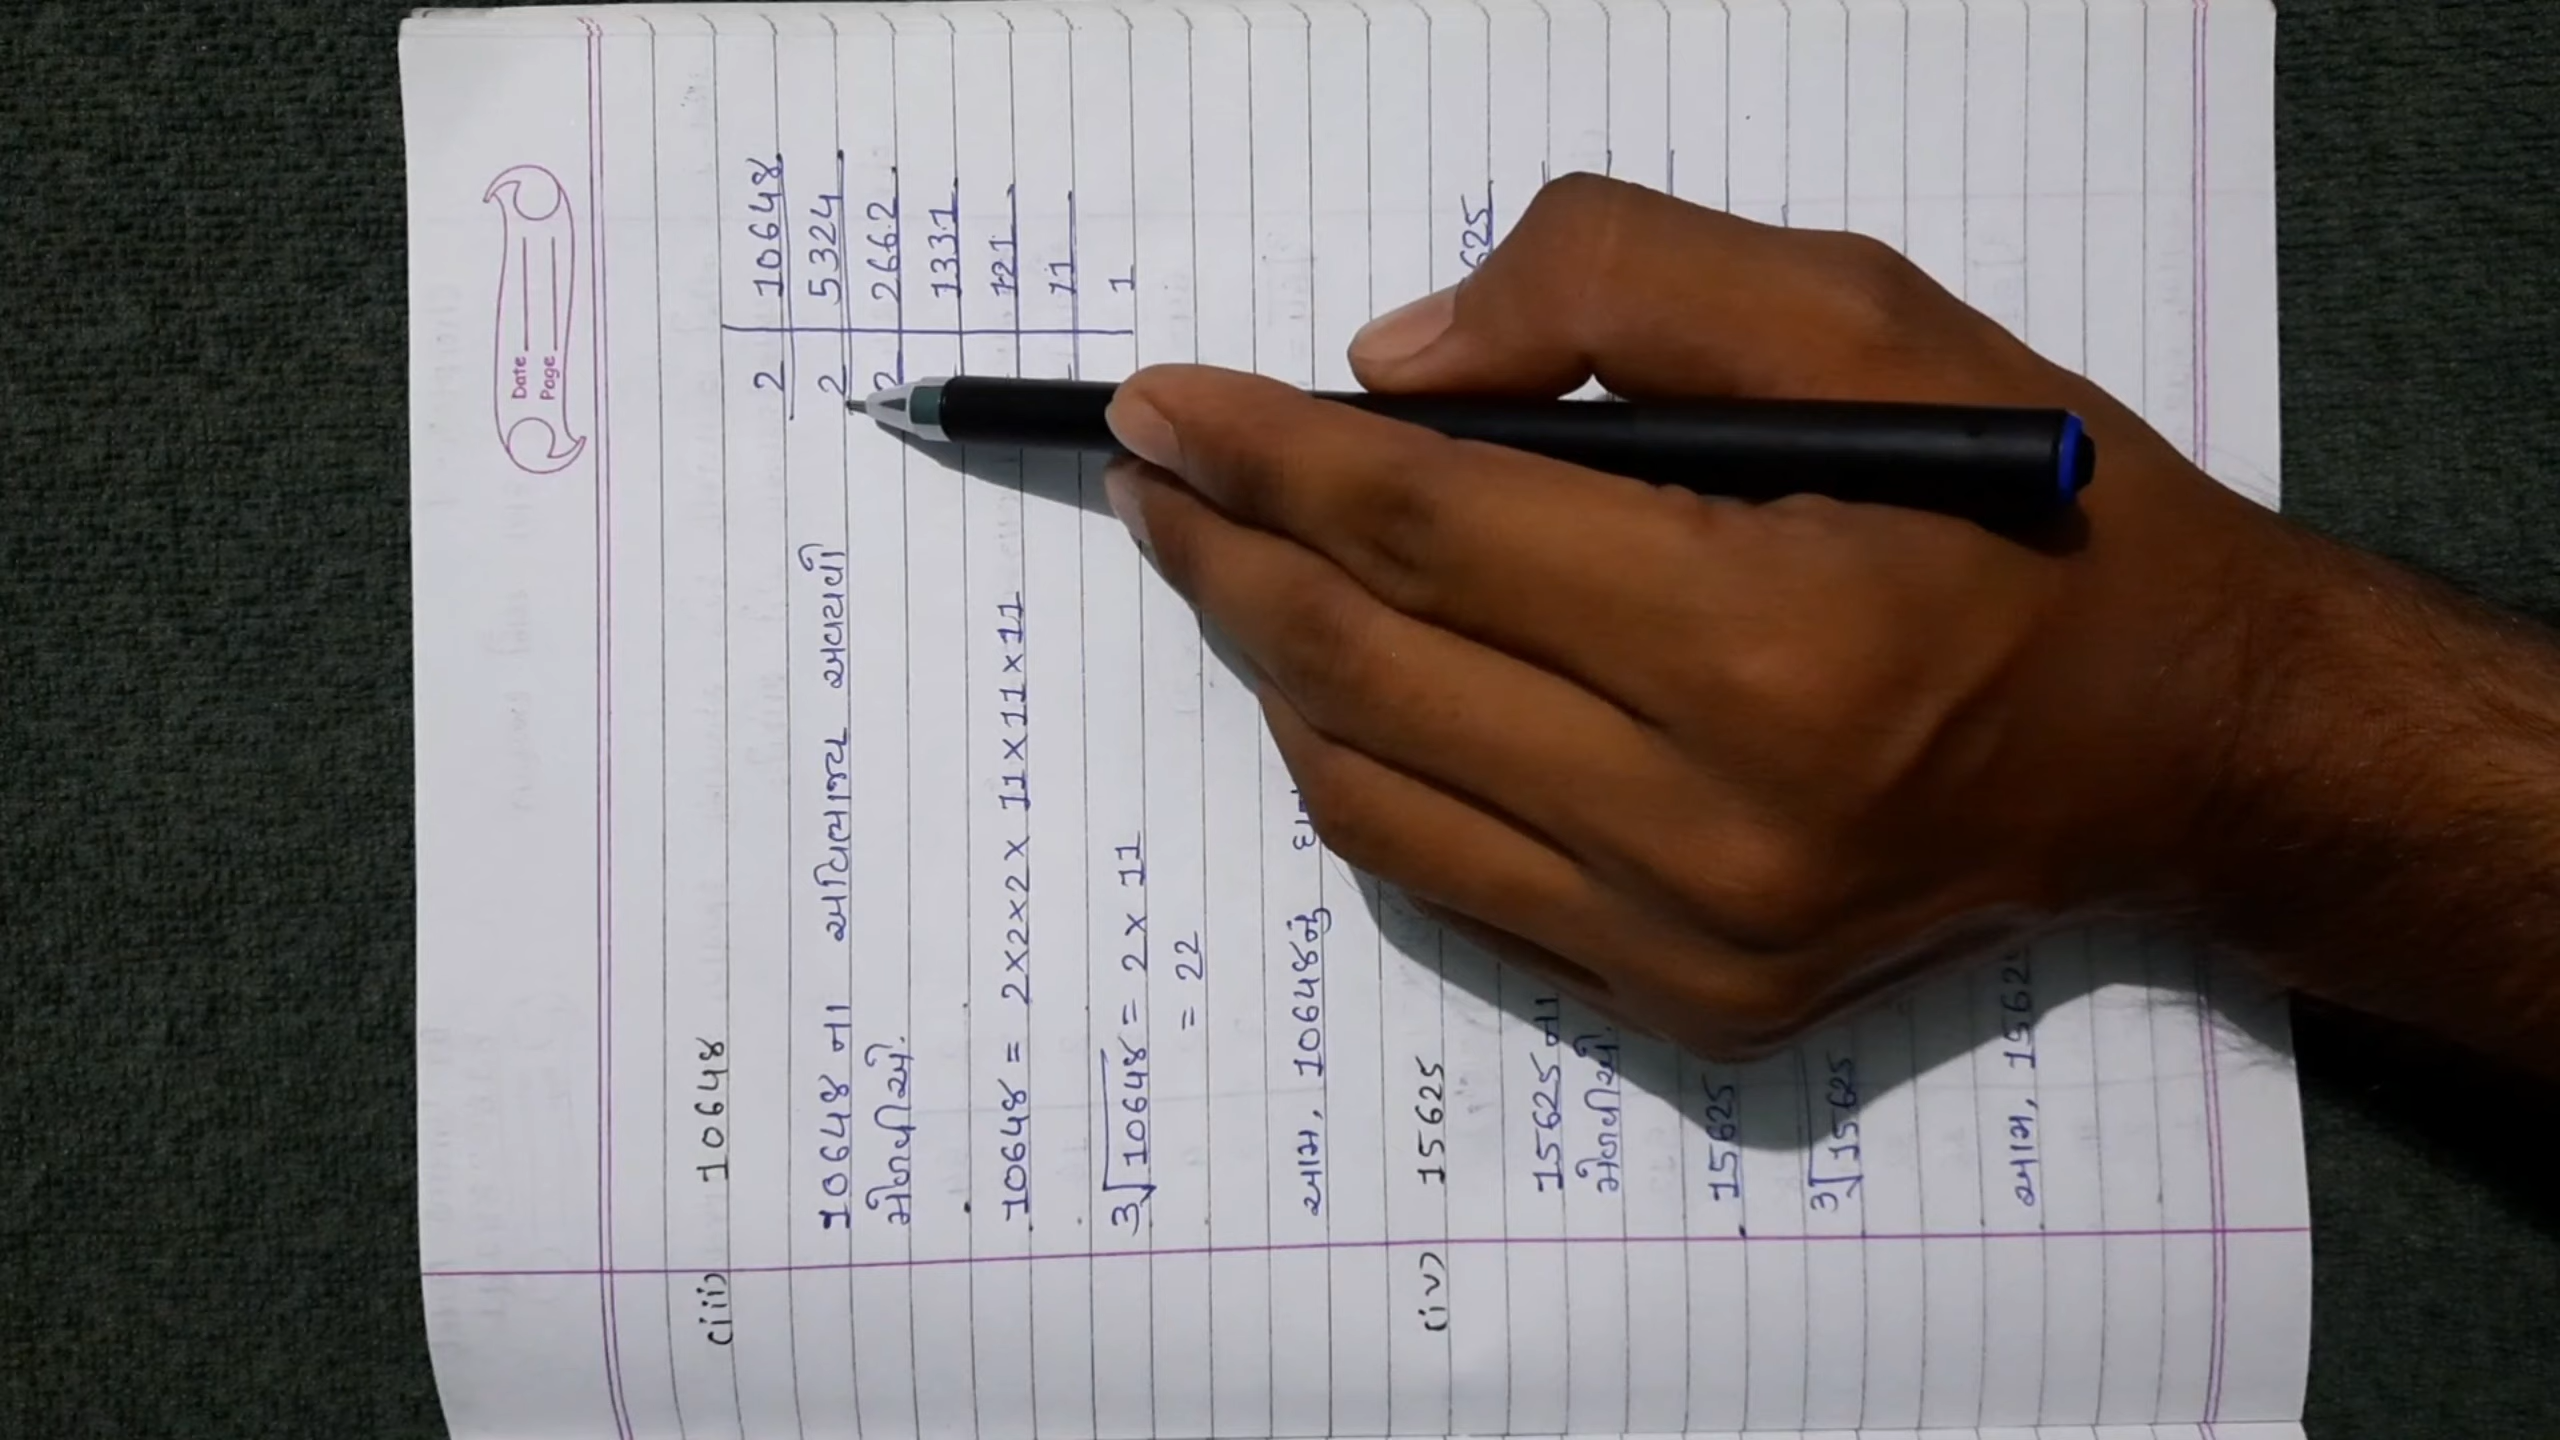 Date
Page
(iii) 10648
2 10648
10648 ના અવિભાજ્ય અવયવો
2 5324
મેળવીએ.
2 2662
1331
10648 = 2×2×2× 11×11×11
121
11
3√10648 = 2 × 11
1
= 22
આમ, 10648નું
(iv) 15625
625
15625 ના
મેળવીએ.
15625
3√15625
આમ, 1562